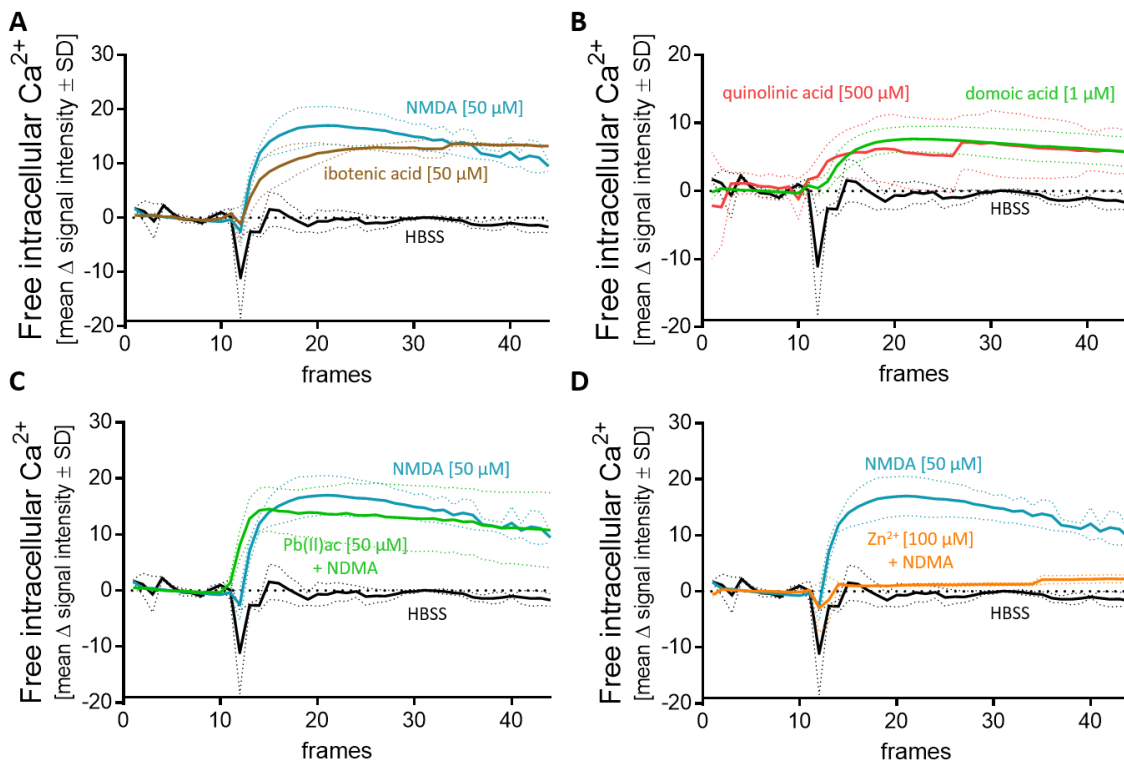 A
Free intracellular Ca2+
[mean Δ signal intensity ± SD]
30
20
10
0
-10
-20
0
10
20
30
40
frames
NMDA [50 µM]
ibotenic acid [50 µM]
HBSS
B
Free intracellular Ca2+
[mean Δ signal intensity ± SD]
20
10
0
-10
-20
0
10
20
30
40
frames
quinolinic acid [500 µM]
domoic acid [1 µM]
HBSS
C
Free intracellular Ca2+
[mean Δ signal intensity ± SD]
30
20
10
0
-10
-20
0
10
20
30
40
frames
NMDA [50 µM]
Pb(II)ac [50 µM]
+ NDMA
HBSS
D
Free intracellular Ca2+
[mean Δ signal intensity ± SD]
30
20
10
0
-10
-20
0
10
20
30
40
frames
NMDA [50 µM]
Zn2+ [100 µM]
+ NDMA
HBSS